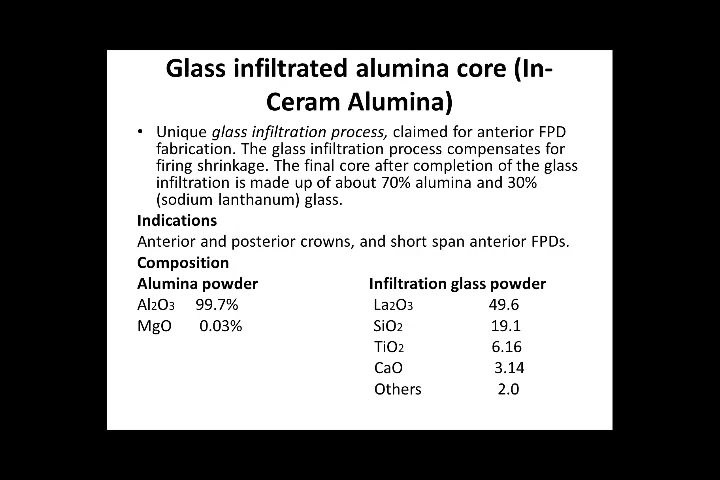 Glass infiltrated alumina core (In-
Ceram Alumina)
• Unique glass infiltration process, claimed for anterior FPD
fabrication. The glass infiltration process compensates for
firing shrinkage. The final core after completion of the glass
infiltration is made up of about 70% alumina and 30%
(sodium lanthanum) glass.
Indications
Anterior and posterior crowns, and short span anterior FPDs.
Composition
Alumina powder Infiltration glass powder
Al2O3 99.7% La2O3 49.6
MgO 0.03% SiO2 19.1
TiO2 6.16
CaO 3.14
Others 2.0